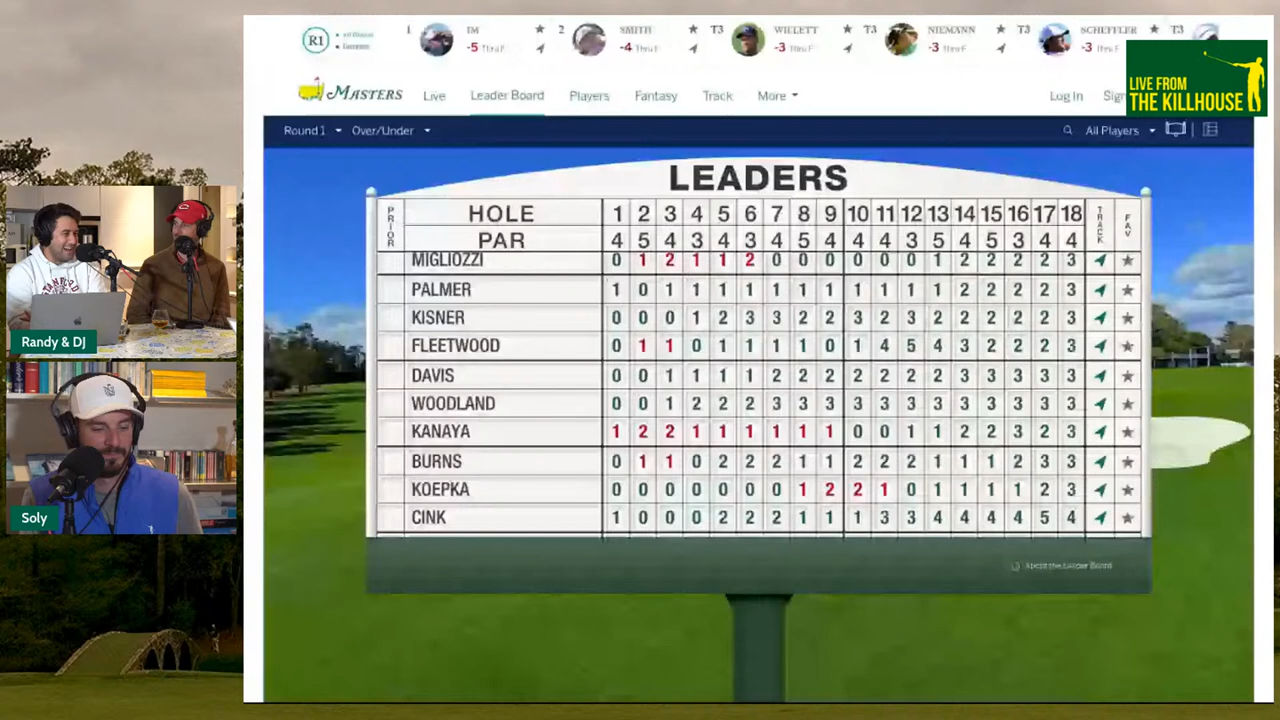 R1
1 IM -5 Thru F
2 SMITH -4 Thru F
T3 WILLETT -3 Thru F
T3 NIEMANN -3 Thru F
T3 SCHEFFLER -3 Thru F
T3
LIVE FROM
THE KILLHOUSE
MASTERS Live Leader Board Players Fantasy Track More Log In Sig
Round 1 Over/Under All Players
LEADERS
PRIOR HOLE 1 2 3 4 5 6 7 8 9 10 11 12 13 14 15 16 17 18 TRACK FAV
PAR 4 5 4 3 4 3 4 5 4 4 4 3 5 4 5 3 4 4
MIGLIOZZI 0 1 2 1 1 2 0 0 0 0 0 0 1 2 2 2 2 3
PALMER 1 0 1 1 1 1 1 1 1 1 1 1 1 2 2 2 2 3
KISNER 0 0 0 1 2 3 3 2 2 3 2 2 2 2 2 2 2 3
FLEETWOOD 0 1 1 0 1 1 1 1 0 1 4 5 4 3 2 2 2 3
DAVIS 0 0 1 1 1 1 2 2 2 2 2 2 2 3 3 3 3 3
WOODLAND 0 0 1 2 2 2 3 3 3 3 3 3 3 3 3 3 3 3
KANAYA 1 2 2 1 1 1 1 1 1 0 0 1 1 2 2 3 2 3
BURNS 0 1 1 0 2 2 2 1 1 2 2 2 1 1 1 2 3 3
KOEPKA 0 0 0 0 0 0 0 1 2 2 1 0 1 1 1 1 2 3
CINK 1 0 0 0 2 2 2 1 1 1 3 3 4 4 4 4 5 4
About the Leader Board
Randy & DJ
Soly